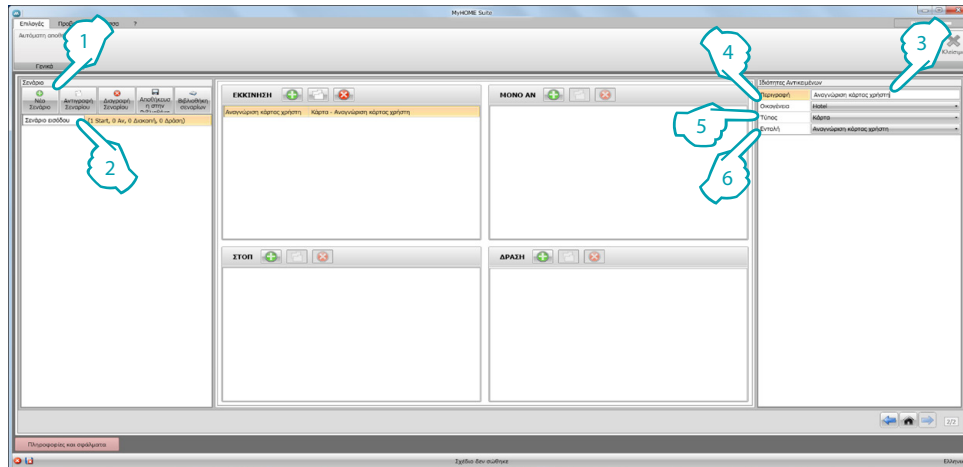 MyHOME Suite
Επιλογές
?
Κλείσιμο
Γενικά
Σενάριο
Νέο Σενάριο
Αντιγραφή Σεναρίου
Διαγραφή Σεναρίου
Αποθήκευσ η στην
Βιβλιοθήκη σεναρίων
Σενάριο εισόδου (1 Start, 0 Αν, 0 Διακοπή, 0 Δράση)
1
2
ΕΚΚΙΝΗΣΗ
Αναγνώριση κάρτας χρήστη Κάρτα - Αναγνώριση κάρτας χρήστη
ΜΟΝΟ ΑΝ
ΣΤΟΠ
ΔΡΑΣΗ
4
3
5
6
Ιδιότητες Αντικειμένων
Περιγραφή Αναγνώριση κάρτας χρήστη
Οικογένεια Hotel
Τύπος Κάρτα
Εντολή Αναγνώριση κάρτας χρήστη
2/2
Πληροφορίες και σφάλματα
Σχέδιο δεν σώθηκε